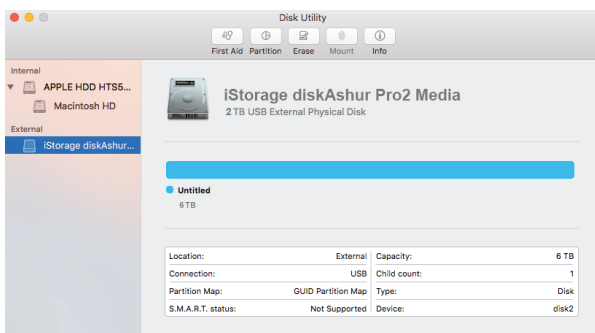 Disk Utility
First Aid Partition Erase Mount Info
Internal
APPLE HDD HTS5...
Macintosh HD
External
iStorage diskAshur...
iStorage diskAshur Pro2 Media
2 TB USB External Physical Disk
Untitled
6 TB
Location: External Capacity: 6 TB
Connection: USB Child count: 1
Partition Map: GUID Partition Map Type: Disk
S.M.A.R.T. status: Not Supported Device: disk2